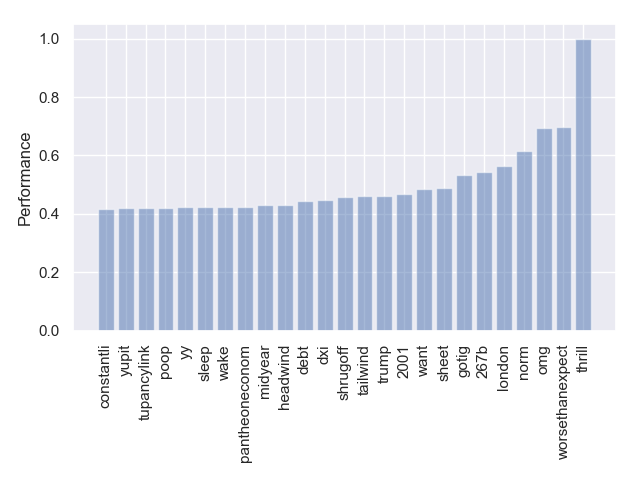 1.0
0.8
0.6
0.4
0.2
0.0
Performance
constantli
yupit
tupancylink
poop
yy
sleep
wake
pantheoneconom
midyear
headwind
debt
dxi
shrugoff
tailwind
trump
2001
want
sheet
gotig
267b
london
norm
omg
worsethanexpect
thrill